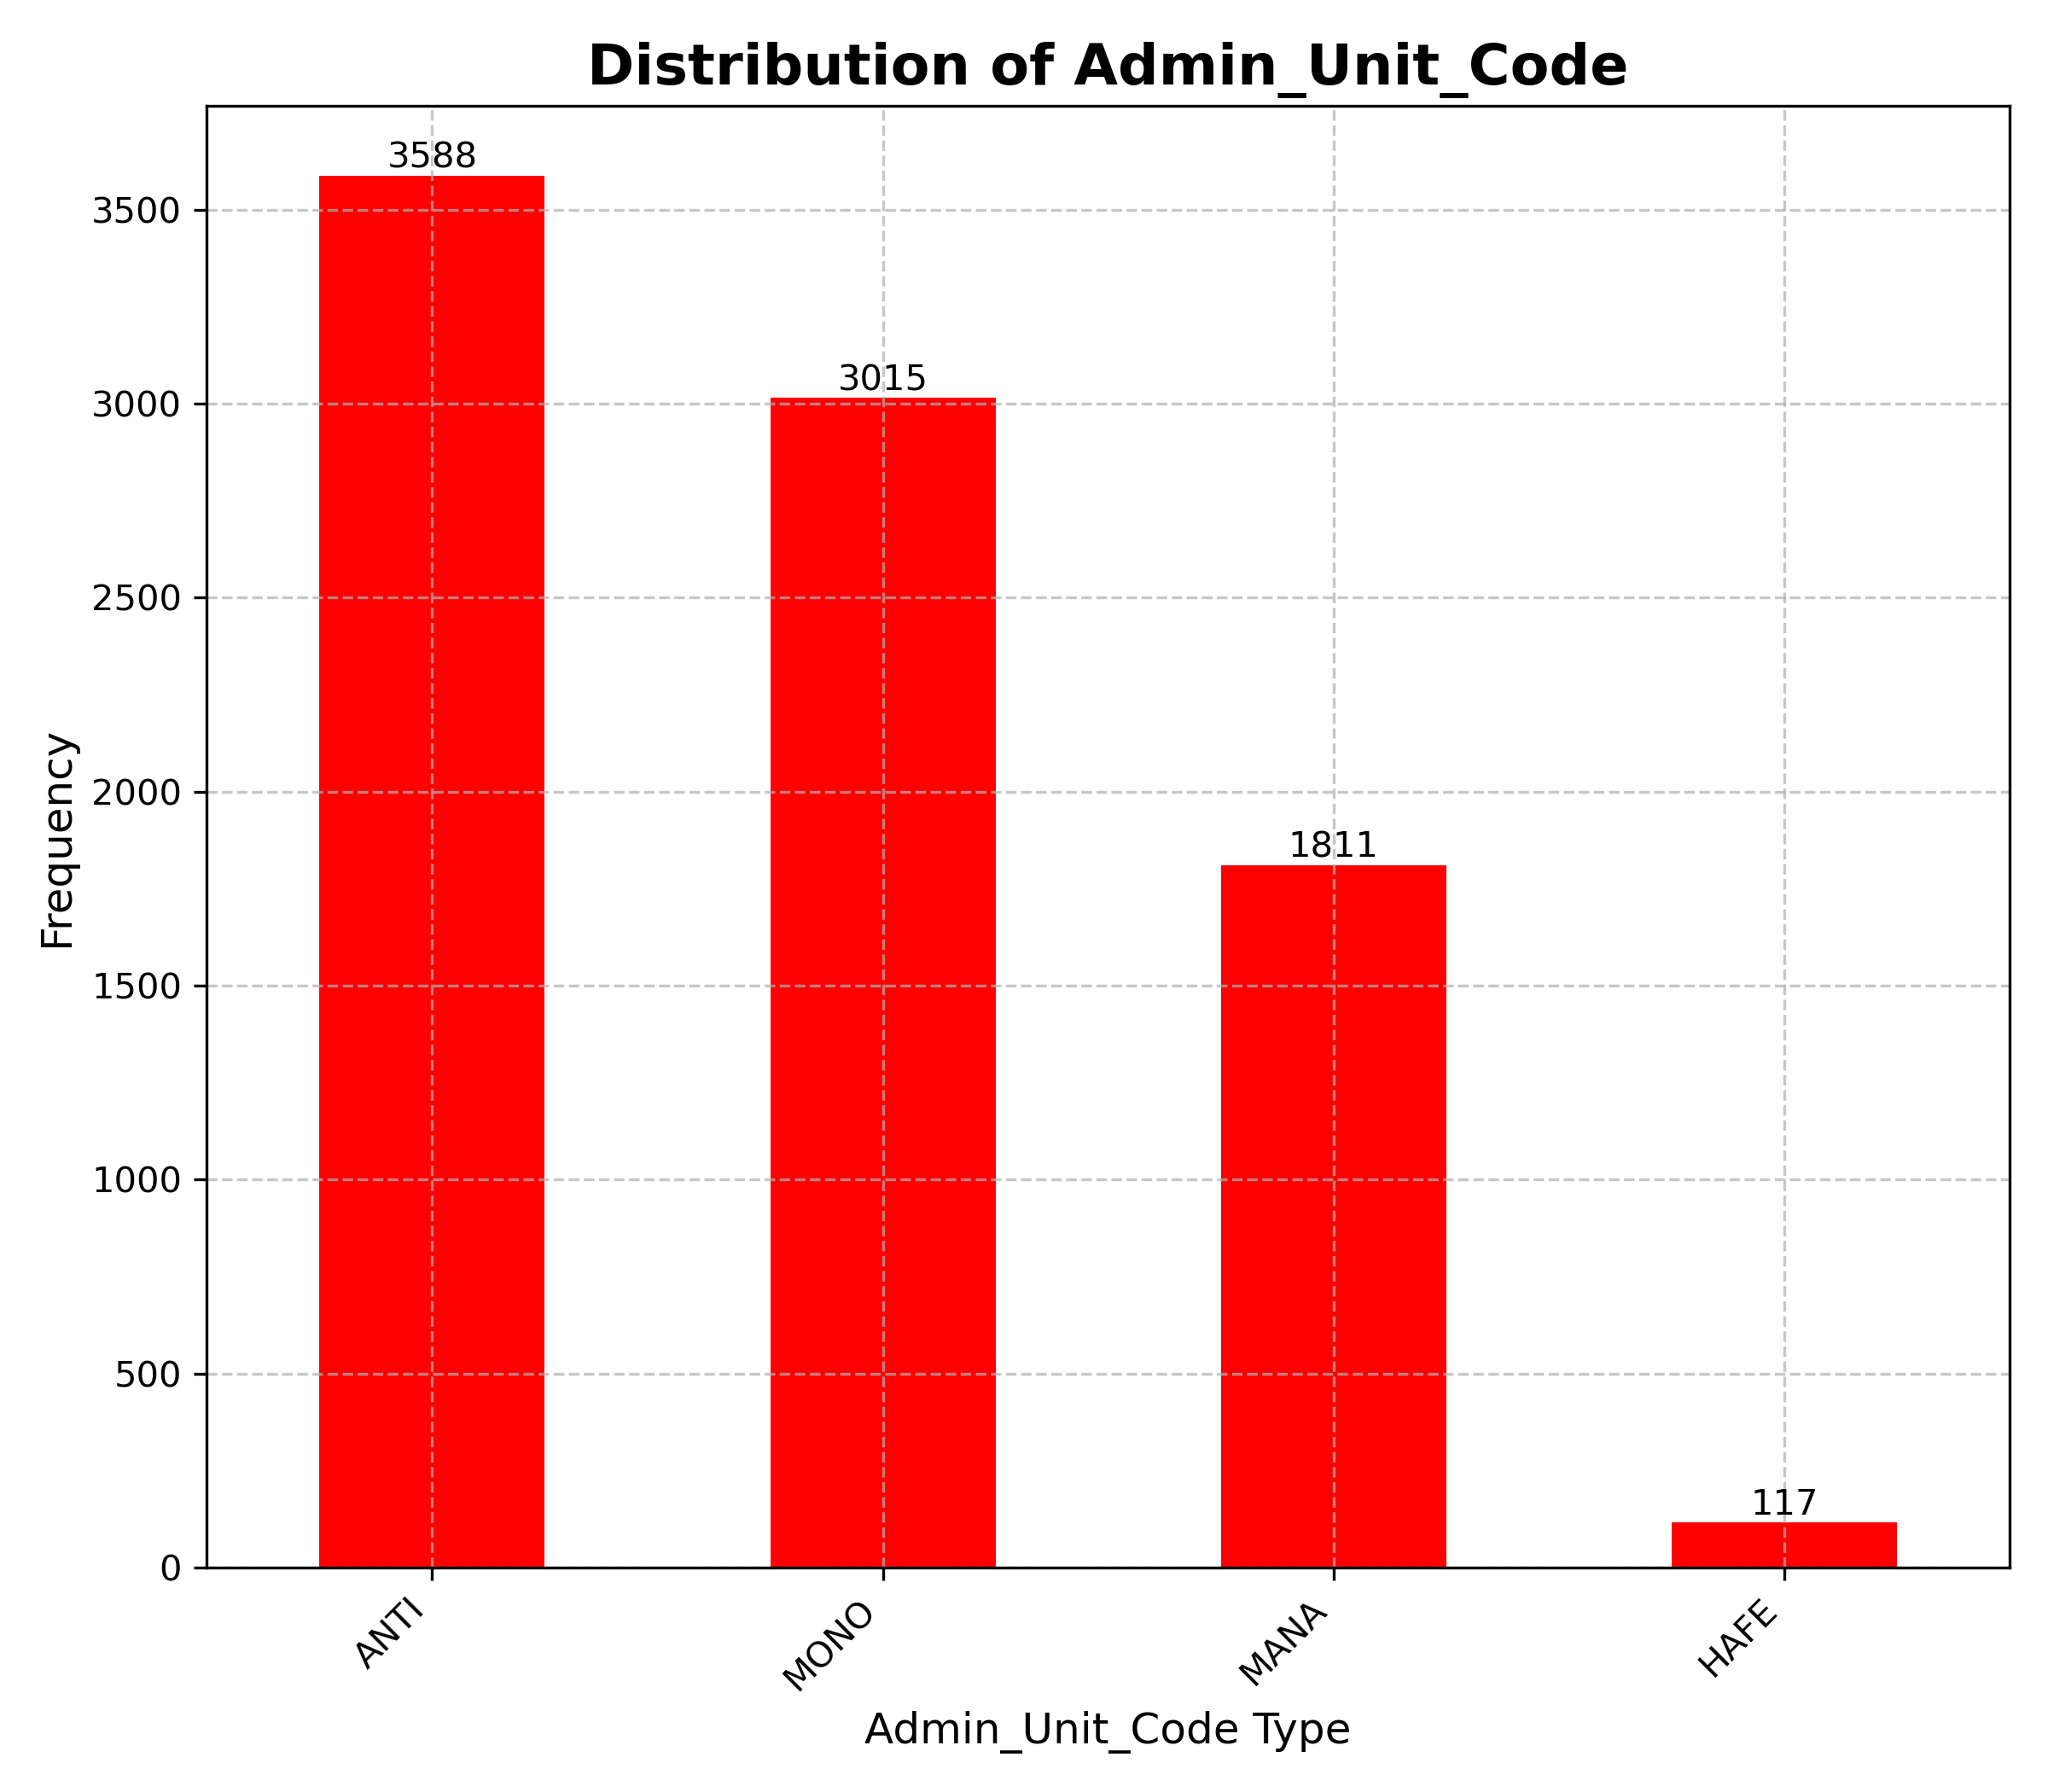 Distribution of Admin_Unit_Code
3588
3015
1811
117
Frequency
3500
3000
2500
2000
1500
1000
500
0
ANTI
MONO
MANA
HAFE
Admin_Unit_Code Type